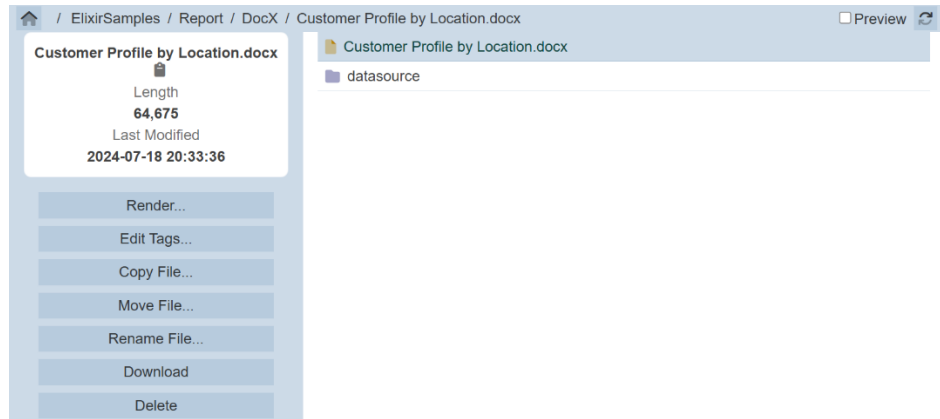 / ElixirSamples / Report / DocX / Customer Profile by Location.docx
Preview
Customer Profile by Location.docx
Length
64,675
Last Modified
2024-07-18 20:33:36
Render...
Edit Tags...
Copy File...
Move File...
Rename File...
Download
Delete
Customer Profile by Location.docx
datasource